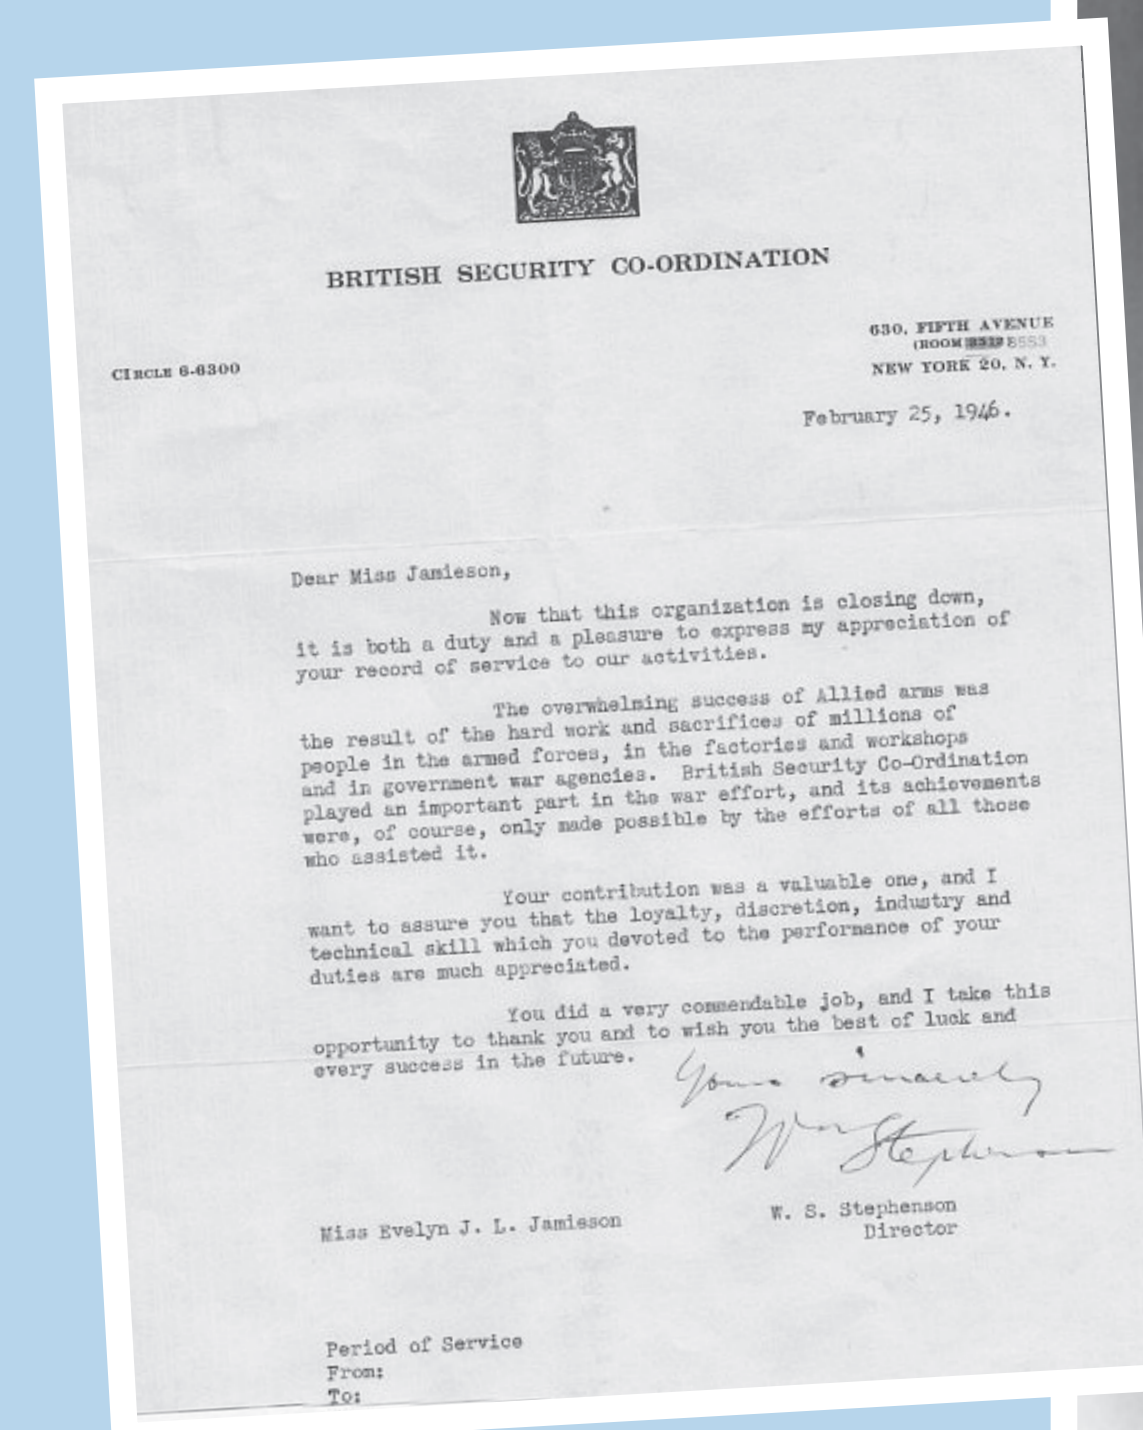 BRITISH SECURITY CO-ORDINATION
630, FIFTH AVENUE
(ROOM 8553
NEW YORK 20, N. Y.
CIRCLE 6-6300
February 25, 1946.
Dear Miss Jamieson,
Now that this organization is closing down,
it is both a duty and a pleasure to express my appreciation of
your record of service to our activities.
The overwhelming success of Allied arms was
the result of the hard work and sacrifices of millions of
people in the armed forces, in the factories and workshops
and in government war agencies. British Security Co-Ordination
played an important part in the war effort, and its achievements
were, of course, only made possible by the efforts of all those
who assisted it.
Your contribution was a valuable one, and I
want to assure you that the loyalty, discretion, industry and
technical skill which you devoted to the performance of your
duties are much appreciated.
You did a very commendable job, and I take this
opportunity to thank you and to wish you the best of luck and
every success in the future.
Yours sincerely
Wm Stephenson
W. S. Stephenson
Director
Miss Evelyn J. L. Jamieson
Period of Service
From:
To: